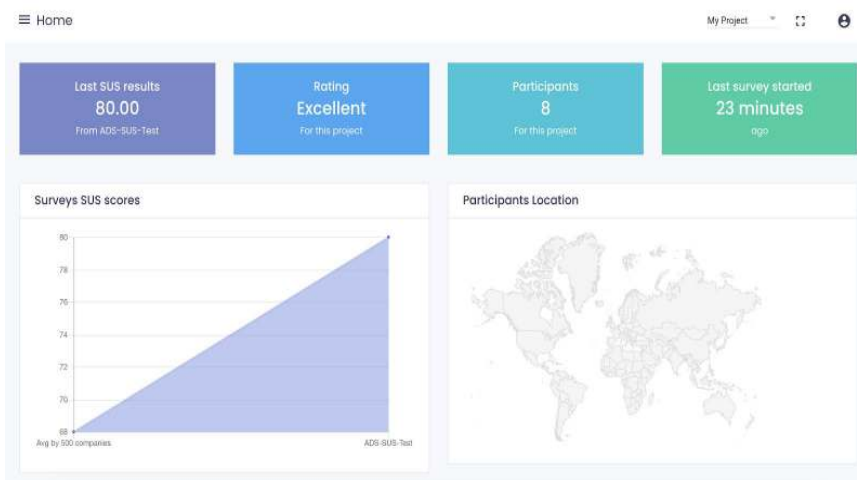 Home
My Project
Last SUS results
80.00
From ADS-SUS-Test
Rating
Excellent
For this project
Participants
8
For this project
Last survey started
23 minutes
ago
Surveys SUS scores
80
78
76
74
72
70
68
Avg by 500 companies
ADS-SUS-Test
Participants Location